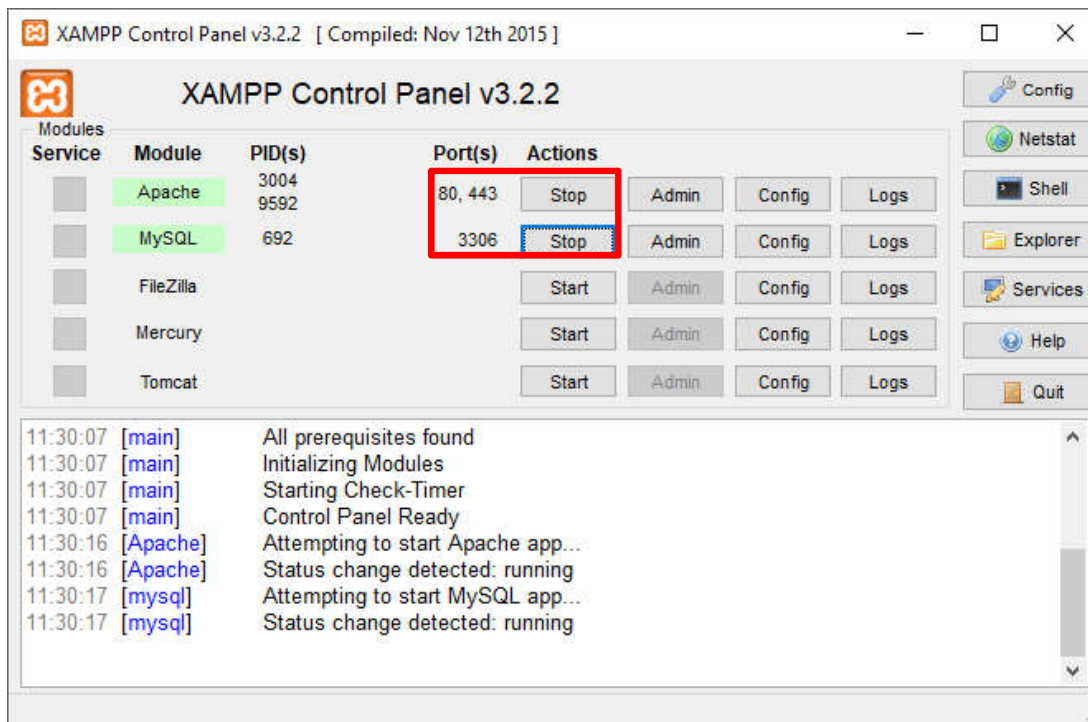 XAMPP Control Panel v3.2.2 [ Compiled: Nov 12th 2015 ]
XAMPP Control Panel v3.2.2
Config
Netstat
Shell
Explorer
Services
Help
Quit
Modules
Service Module PID(s) Port(s) Actions
Apache 3004 9592 80, 443 Stop Admin Config Logs
MySQL 692 3306 Stop Admin Config Logs
FileZilla Start Admin Config Logs
Mercury Start Admin Config Logs
Tomcat Start Admin Config Logs
11:30:07 [main] All prerequisites found
11:30:07 [main] Initializing Modules
11:30:07 [main] Starting Check-Timer
11:30:07 [main] Control Panel Ready
11:30:16 [Apache] Attempting to start Apache app...
11:30:16 [Apache] Status change detected: running
11:30:17 [mysql] Attempting to start MySQL app...
11:30:17 [mysql] Status change detected: running